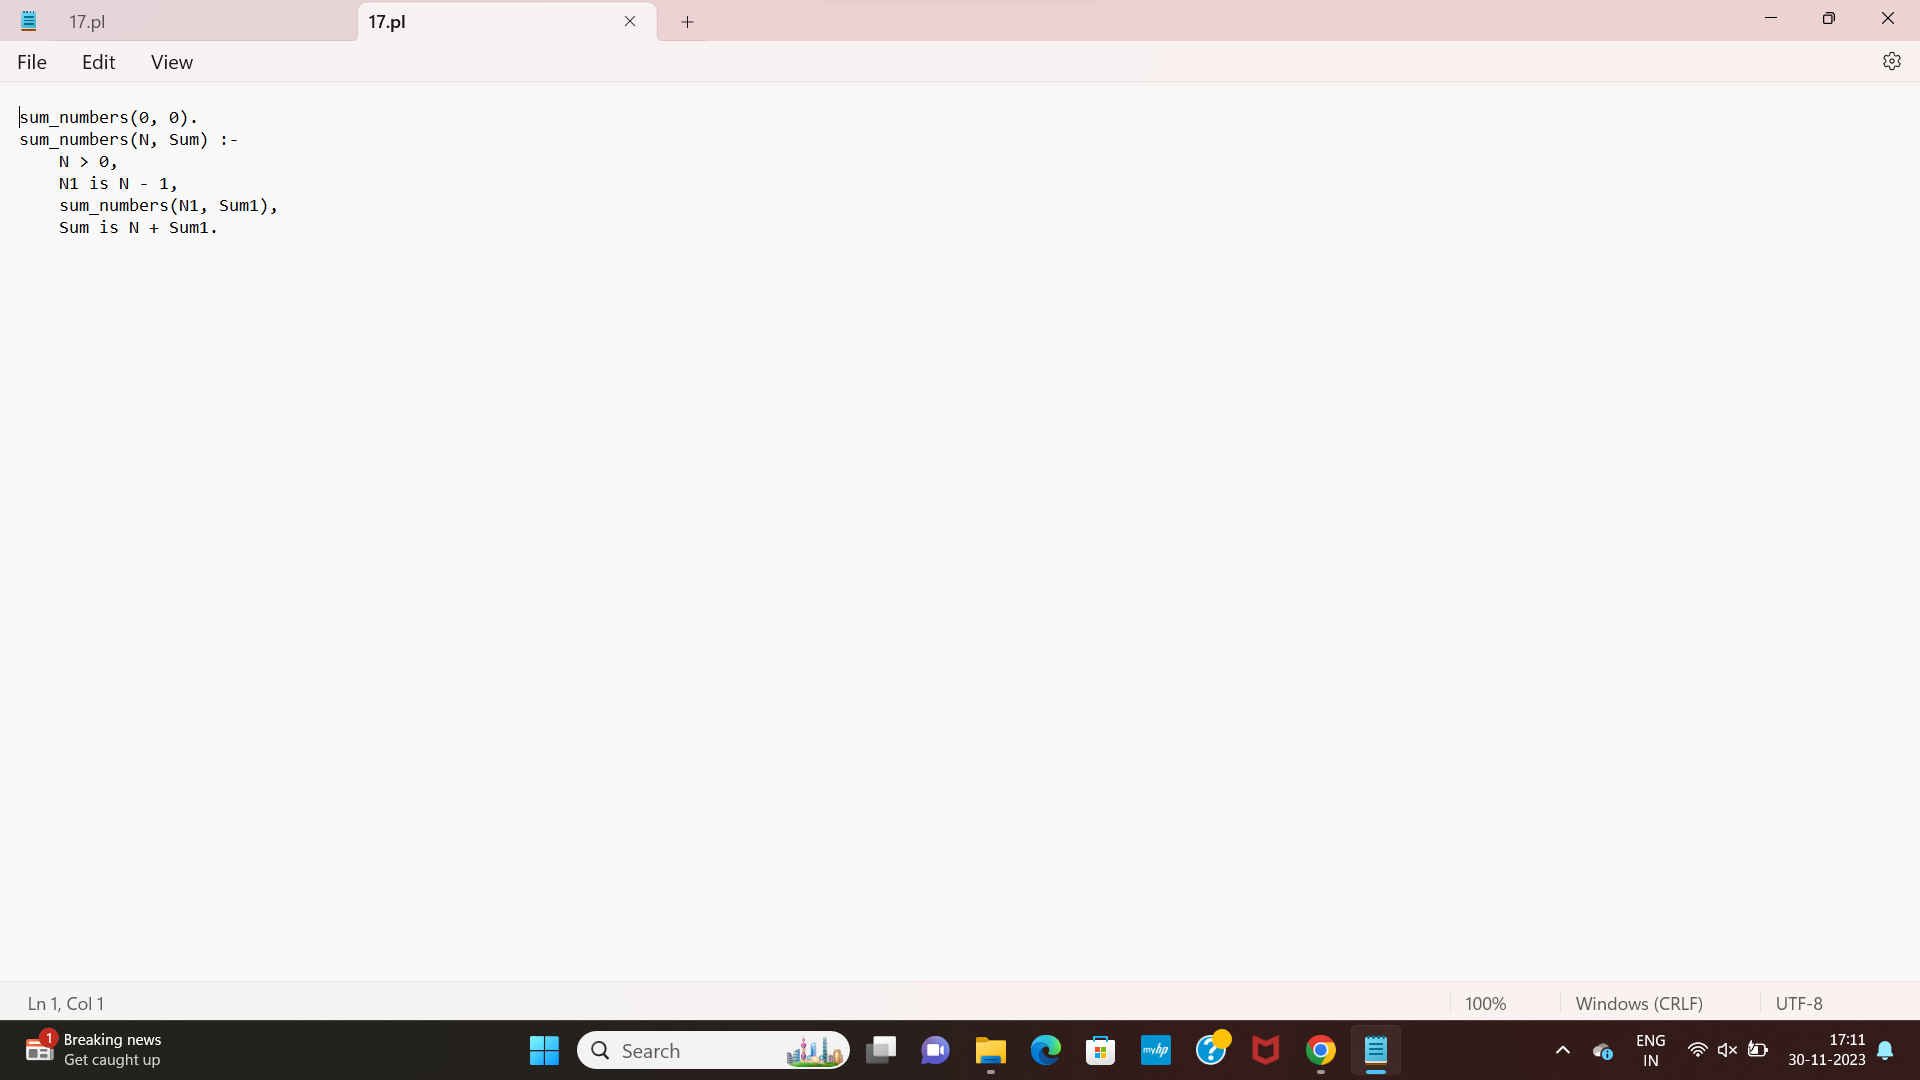 17.pl
17.pl
File Edit View
sum_numbers(0, 0).
sum_numbers(N, Sum) :-
    N > 0,
    N1 is N - 1,
    sum_numbers(N1, Sum1),
    Sum is N + Sum1.
Ln 1, Col 1 100% Windows (CRLF) UTF-8
1 Breaking news
Get caught up
Search
myhp
ENG
IN
17:11
30-11-2023